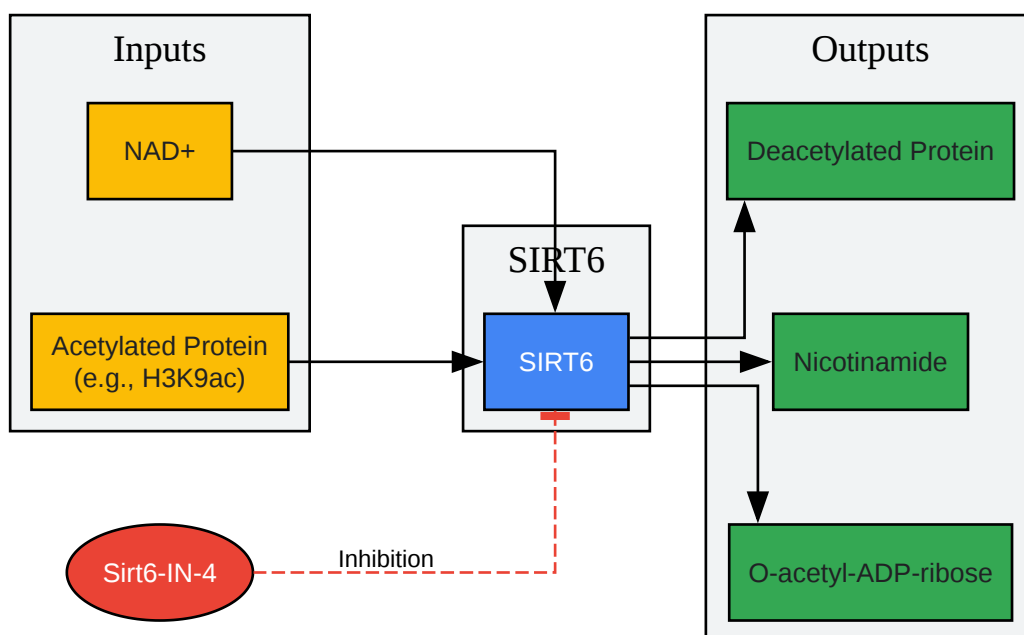 Inputs
Outputs
NAD+
Deacetylated Protein
SIRT6
Acetylated Protein
(e.g., H3K9ac)
SIRT6
Nicotinamide
Inhibition
Sirt6-IN-4
O-acetyl-ADP-ribose